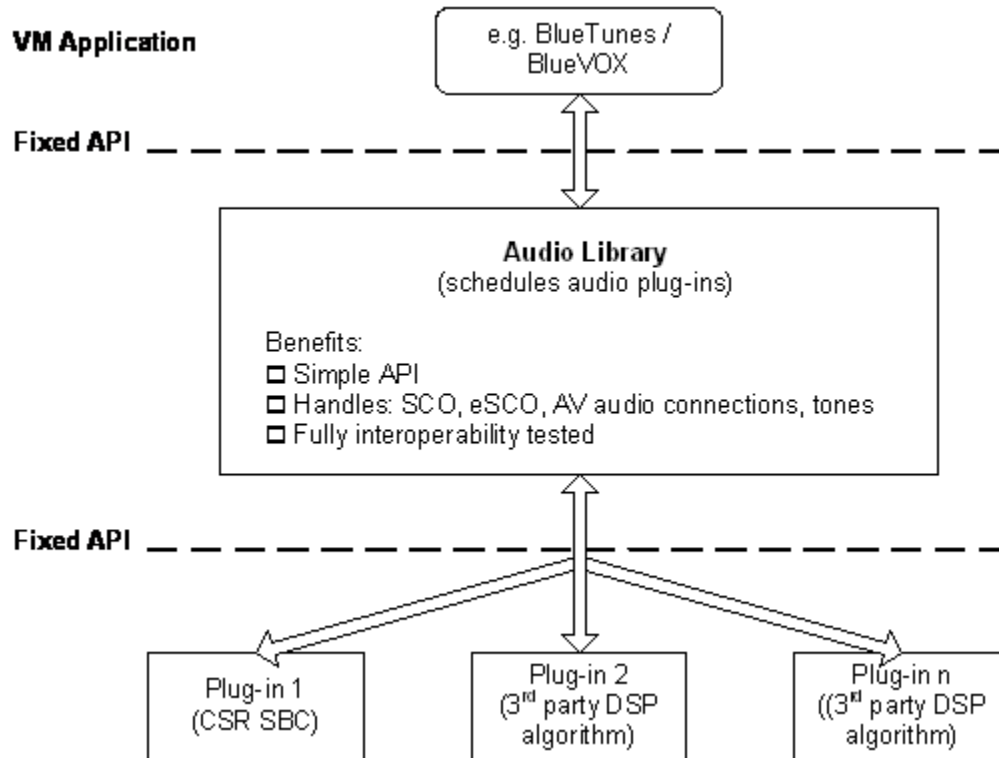 VM Application
e.g. BlueTunes /
BlueVOX
Fixed API
Audio Library
(schedules audio plug-ins)
Benefits:
☐ Simple API
☐ Handles: SCO, eSCO, AV audio connections, tones
☐ Fully interoperability tested
Fixed API
Plug-in 1
(CSR SBC)
Plug-in 2
(3rd party DSP
algorithm)
Plug-in n
((3rd party DSP
algorithm)